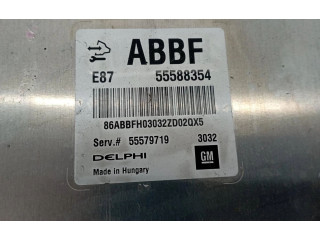 ABBF
E87 55588354
86ABBFH03032ZD02QX5
Serv.# 55579719 3032
DELPHI GM
Made in Hungary